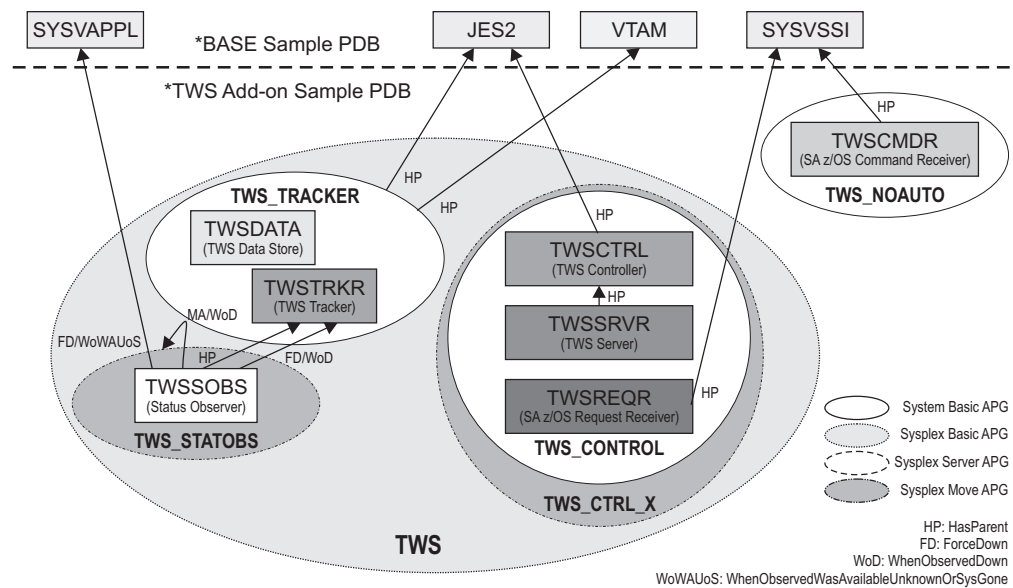 SYSVAPPL
JES2
VTAM
SYSVSSI
*BASE Sample PDB
*TWS Add-on Sample PDB
HP
TWSCMDR
(SA z/OS Command Receiver)
TWS_NOAUTO
HP
HP
TWS_TRACKER
TWSDATA
(TWS Data Store)
TWSTRKR
(TWS Tracker)
HP
TWSCTRL
(TWS Controller)
HP
TWSSRVR
(TWS Server)
TWSREQR
(SA z/OS Request Receiver)
HP
TWS_CONTROL
TWS_CTRL_X
MA/WoD
FD/WoWAUoS
HP
FD/WoD
TWSSOBS
(Status Observer)
TWS_STATOBS
TWS
System Basic APG
Sysplex Basic APG
Sysplex Server APG
Sysplex Move APG
HP: HasParent
FD: ForceDown
WoD: WhenObservedDown
WoWAUoS: WhenObservedWasAvailableUnknownOrSysGone